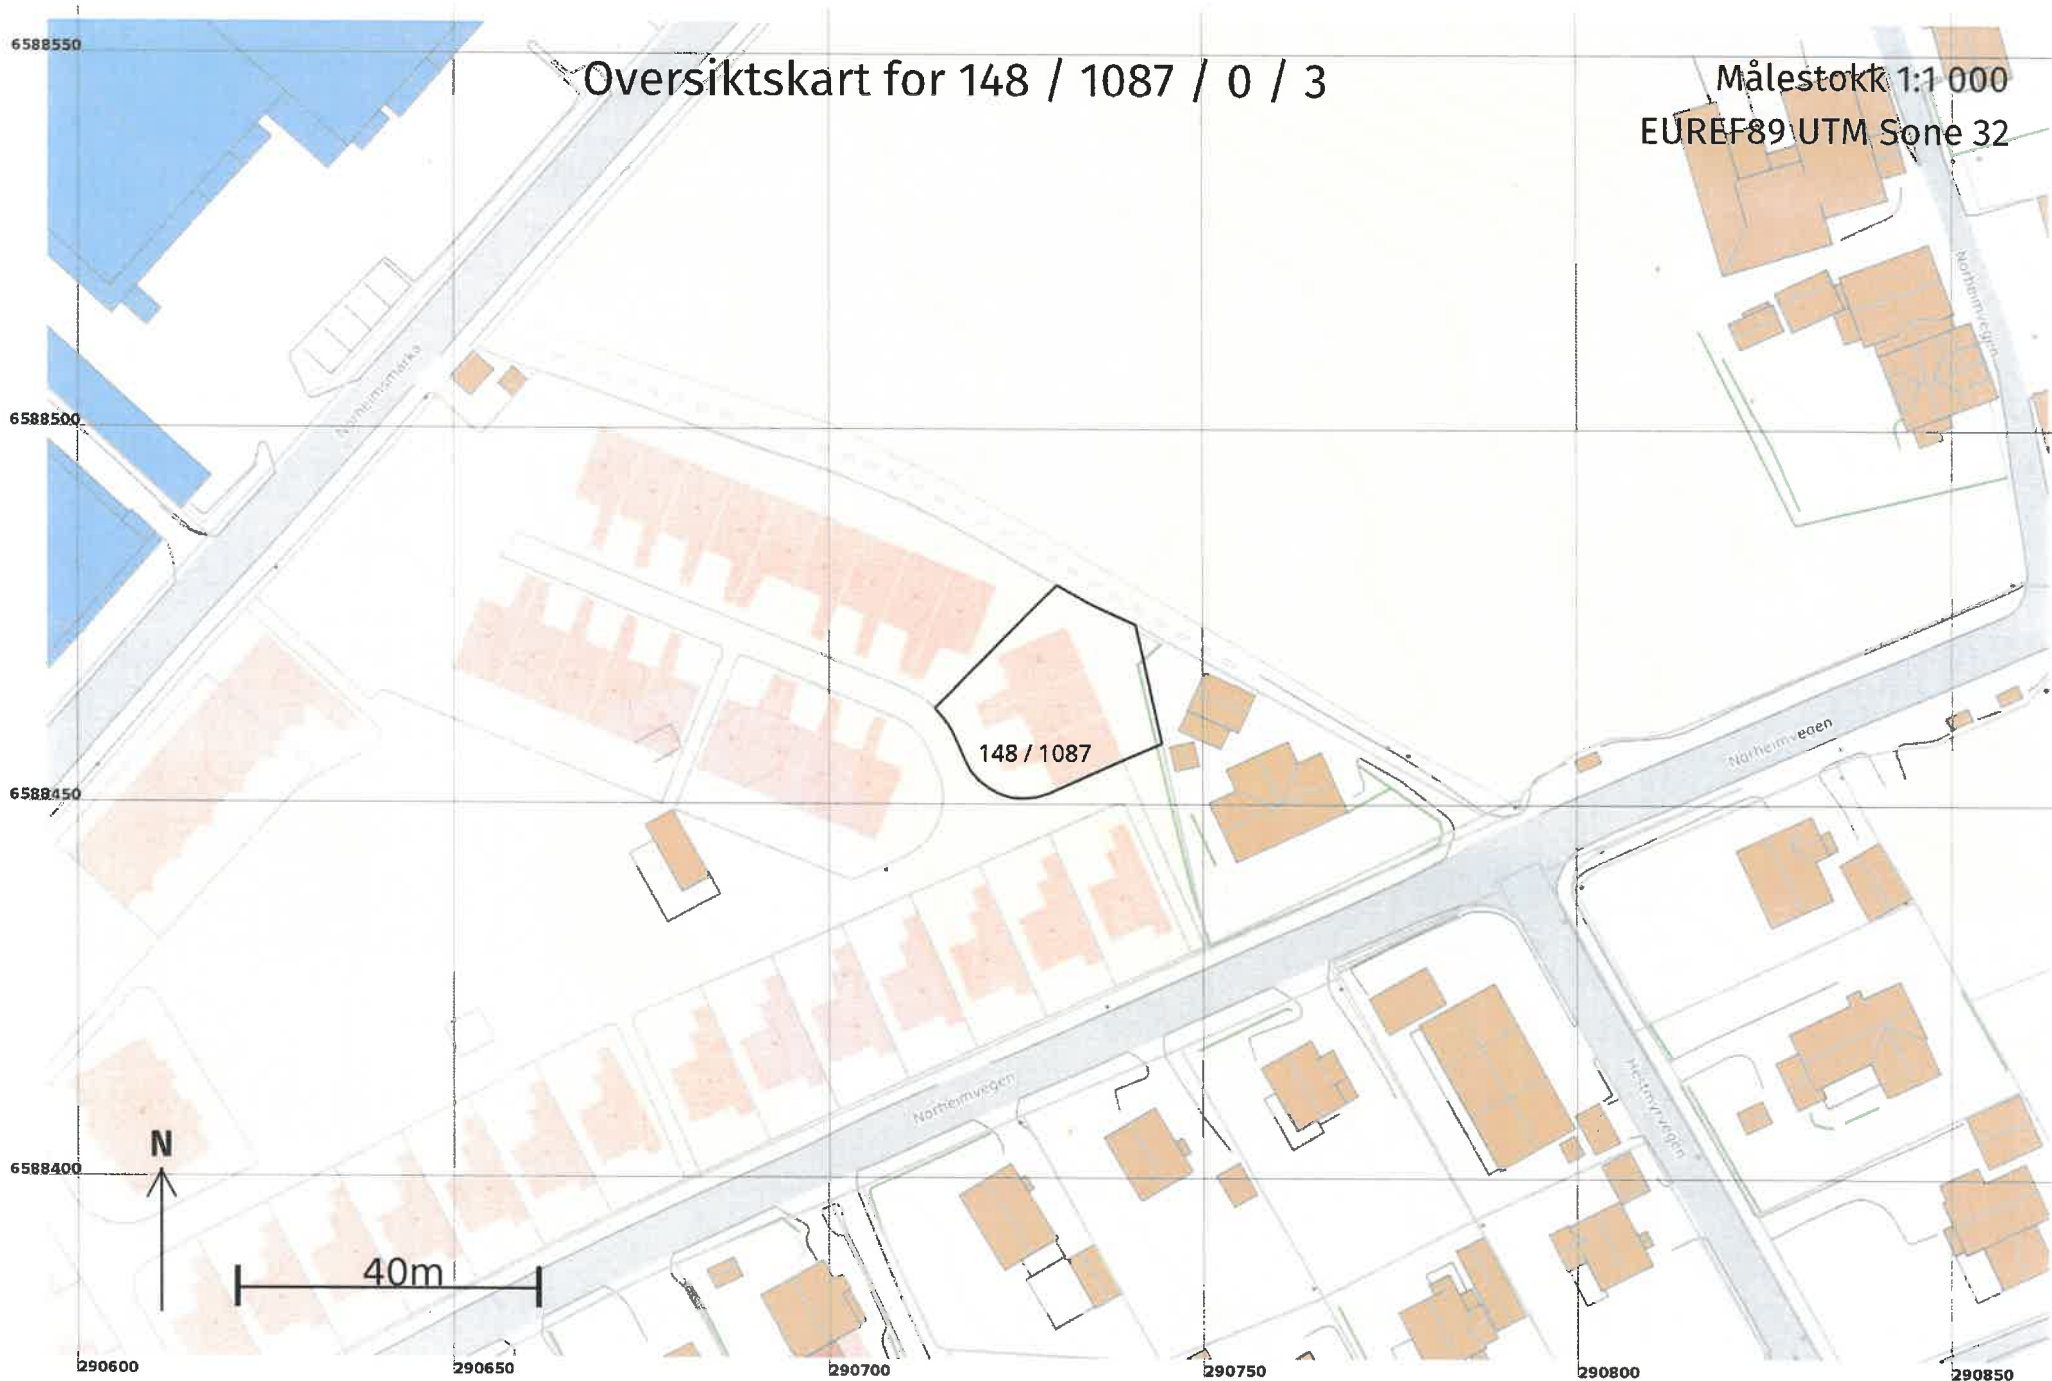 6588550
Oversiktskart for 148 / 1087 / 0 / 3
Målestokk 1:1 000
EUREF89 UTM Sone 32
Norheimvegen
Norheimsmarka
6588500
148 / 1087
Norheimvegen
6588450
Norheimvegen
Hestmyrvegen
N
6588400
40m
290600
290650
290700
290750
290800
290850